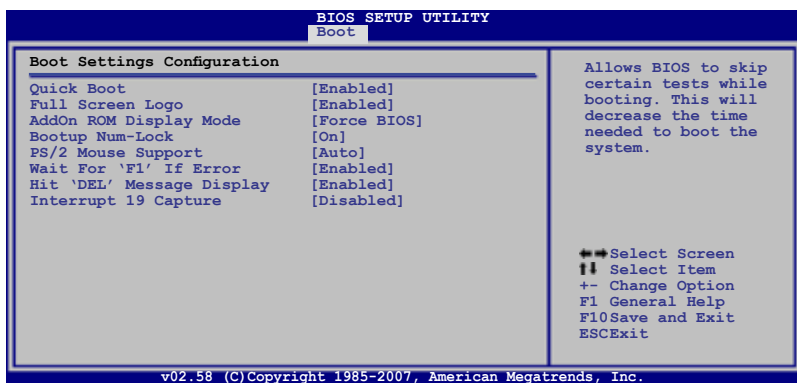 BIOS SETUP UTILITY
Boot
Boot Settings Configuration
Quick Boot [Enabled]
Full Screen Logo [Enabled]
AddOn ROM Display Mode [Force BIOS]
Bootup Num-Lock [On]
PS/2 Mouse Support [Auto]
Wait For ‘F1’ If Error [Enabled]
Hit ‘DEL’ Message Display [Enabled]
Interrupt 19 Capture [Disabled]
Allows BIOS to skip
certain tests while
booting. This will
decrease the time
needed to boot the
system.
Select Screen
Select Item
+- Change Option
F1 General Help
F10Save and Exit
ESCExit
v02.58 (C)Copyright 1985-2007, American Megatrends, Inc.